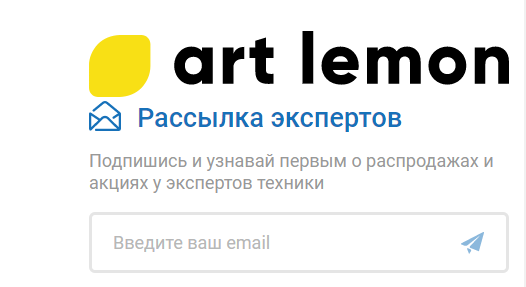 art lemon
Рассылка экспертов
Подпишись и узнавай первым о распродажах и
акциях у экспертов техники
Введите ваш email